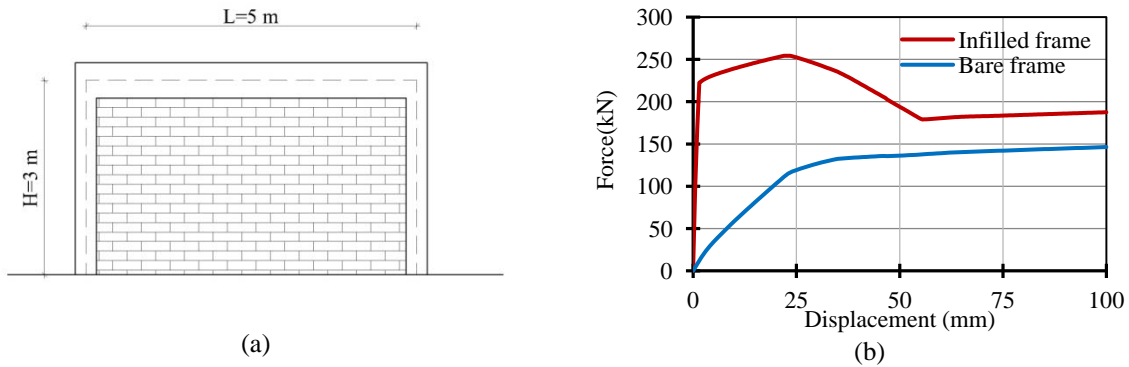 L=5 m
H=3 m
(a)
300
250
200
150
100
50
0
Force(kN)
Infilled frame
Bare frame
0 25 50 75 100
Displacement (mm)
(b)